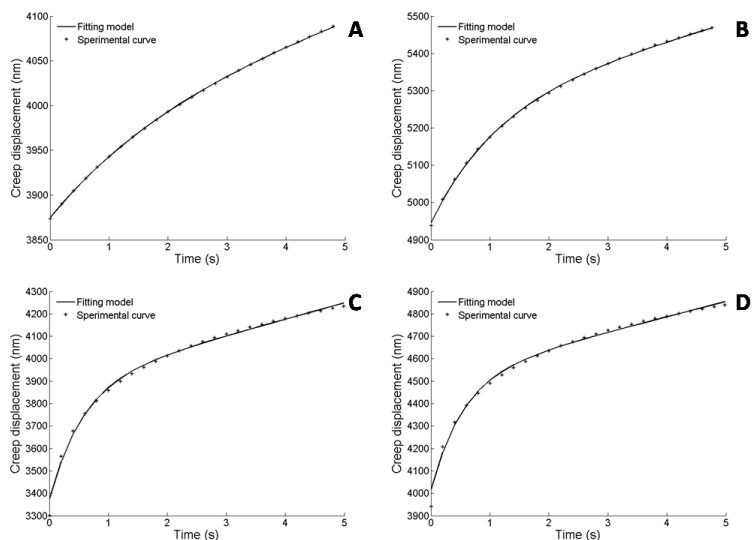 A
Fitting model
Sperimental curve
Creep displacement (nm)
4100
4050
4000
3950
3900
3850
0 1 2 3 4 5
Time (s)
B
Fitting model
Sperimental curve
Creep displacement (nm)
5500
5400
5300
5200
5100
5000
4900
0 1 2 3 4 5
Time (s)
C
Fitting model
Sperimental curve
Creep displacement (nm)
4300
4200
4100
4000
3900
3800
3700
3600
3500
3400
3300
0 1 2 3 4 5
Time (s)
D
Fitting model
Sperimental curve
Creep displacement (nm)
4900
4800
4700
4600
4500
4400
4300
4200
4100
4000
3900
0 1 2 3 4 5
Time (s)